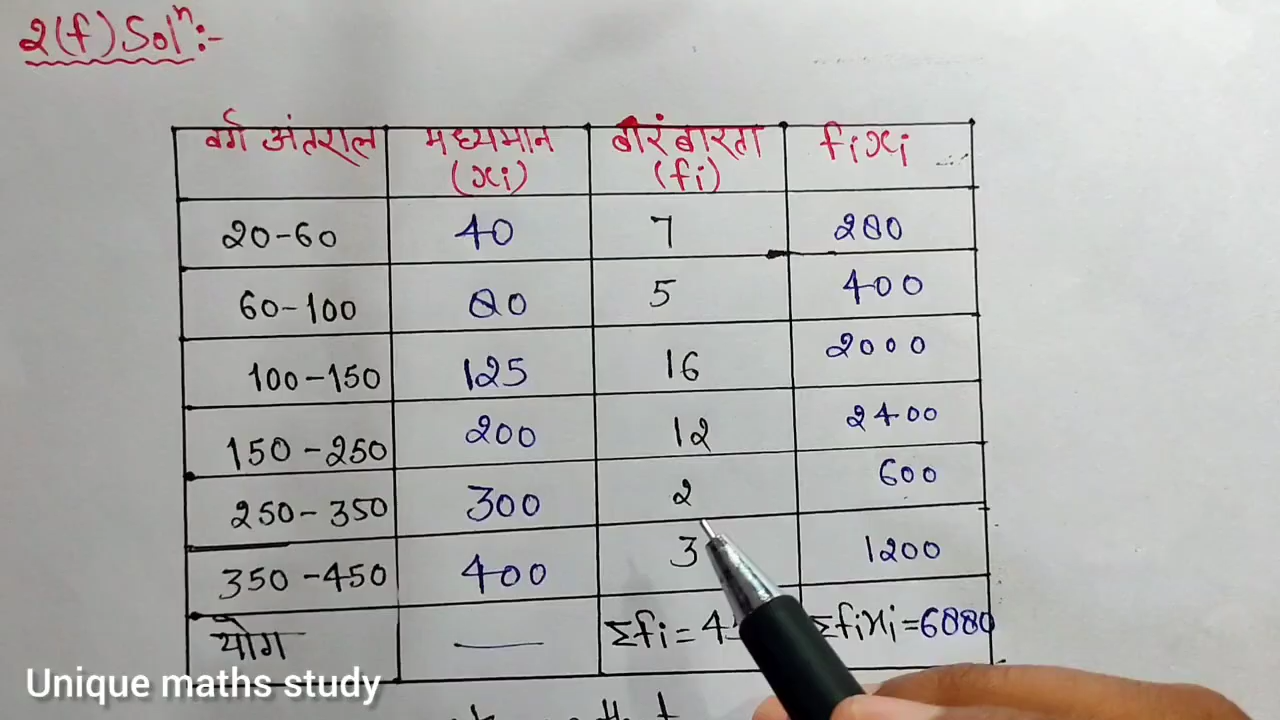 2(f) Solⁿ:-
वर्ग अंतराल मध्यमान (xi) बारंबारता (fi) fixi
20-60 40 7 280
60-100 80 5 400
100-150 125 16 2000
150-250 200 12 2400
250-350 300 2 600
350-450 400 3 1200
योग — Σfi = 4 Σfixi = 6880
Unique maths study